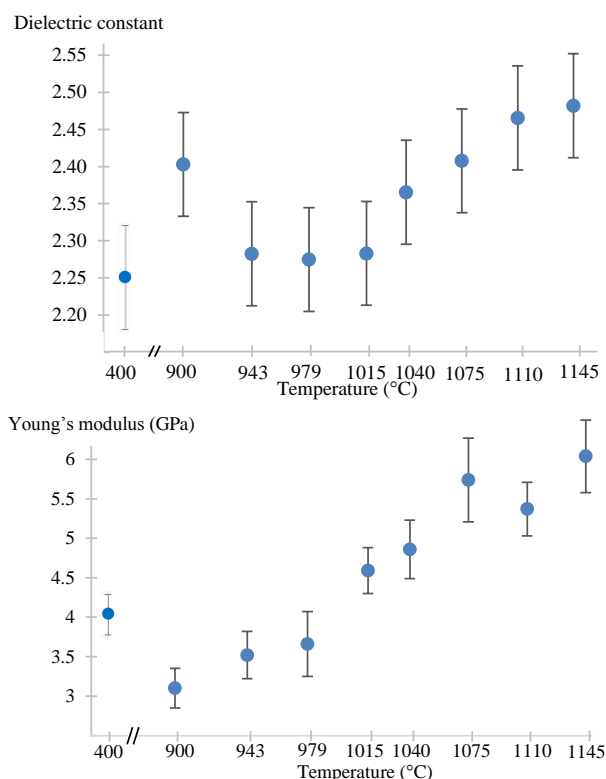 Dielectric constant
2.55
2.50
2.45
2.40
2.35
2.30
2.25
2.20
400 // 900 943 979 1015 1040 1075 1110 1145
Temperature (°C)
Young’s modulus (GPa)
6
5.5
5
4.5
4
3.5
3
400 // 900 943 979 1015 1040 1075 1110 1145
Temperature (°C)